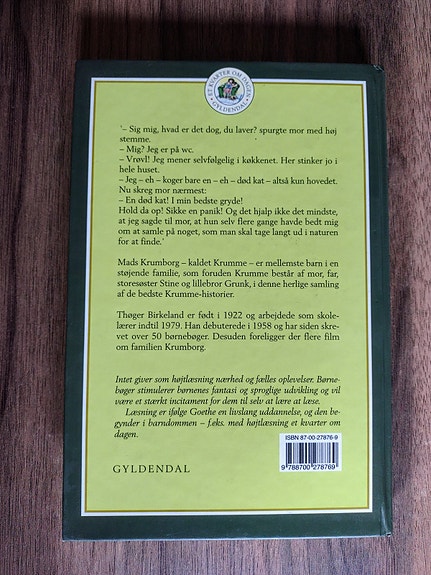 ET KVARTER OM DAGEN
GYLDENDAL
'– Sig mig, hvad er det dog, du laver? spurgte mor med høj
stemme.
– Mig? Jeg er på wc.
– Vrøvl! Jeg mener selvfølgelig i køkkenet. Her stinker jo i
hele huset.
– Jeg – eh – koger bare en – eh – død kat – altså kun hovedet.
Nu skreg mor nærmest:
– En død kat! I min bedste gryde!
Hold da op! Sikke en panik! Og det hjalp ikke det mindste,
at jeg sagde til mor, at hun selv flere gange havde bedt mig
om at samle på noget, som man skal tage langt ud i naturen
for at finde.'
Mads Krumborg – kaldet Krumme – er mellemste barn i en
støjende familie, som foruden Krumme består af mor, far,
storesøster Stine og lillebror Grunk, i denne herlige samling
af de bedste Krumme-historier.
Thøger Birkeland er født i 1922 og arbejdede som skole-
lærer indtil 1979. Han debuterede i 1958 og har siden skre-
vet over 50 børnebøger. Desuden foreligger der flere film
om familien Krumborg.
Intet giver som højtlæsning nærhed og fælles oplevelser. Børne-
bøger stimulerer børnenes fantasi og sproglige udvikling og vil
være et stærkt incitament for dem til selv at lære at læse.
Læsning er ifølge Goethe en livslang uddannelse, og den be-
gynder i barndommen – f.eks. med højtlæsning et kvarter om
dagen.
ISBN 87-00-27876-9
9 788700 278769
GYLDENDAL